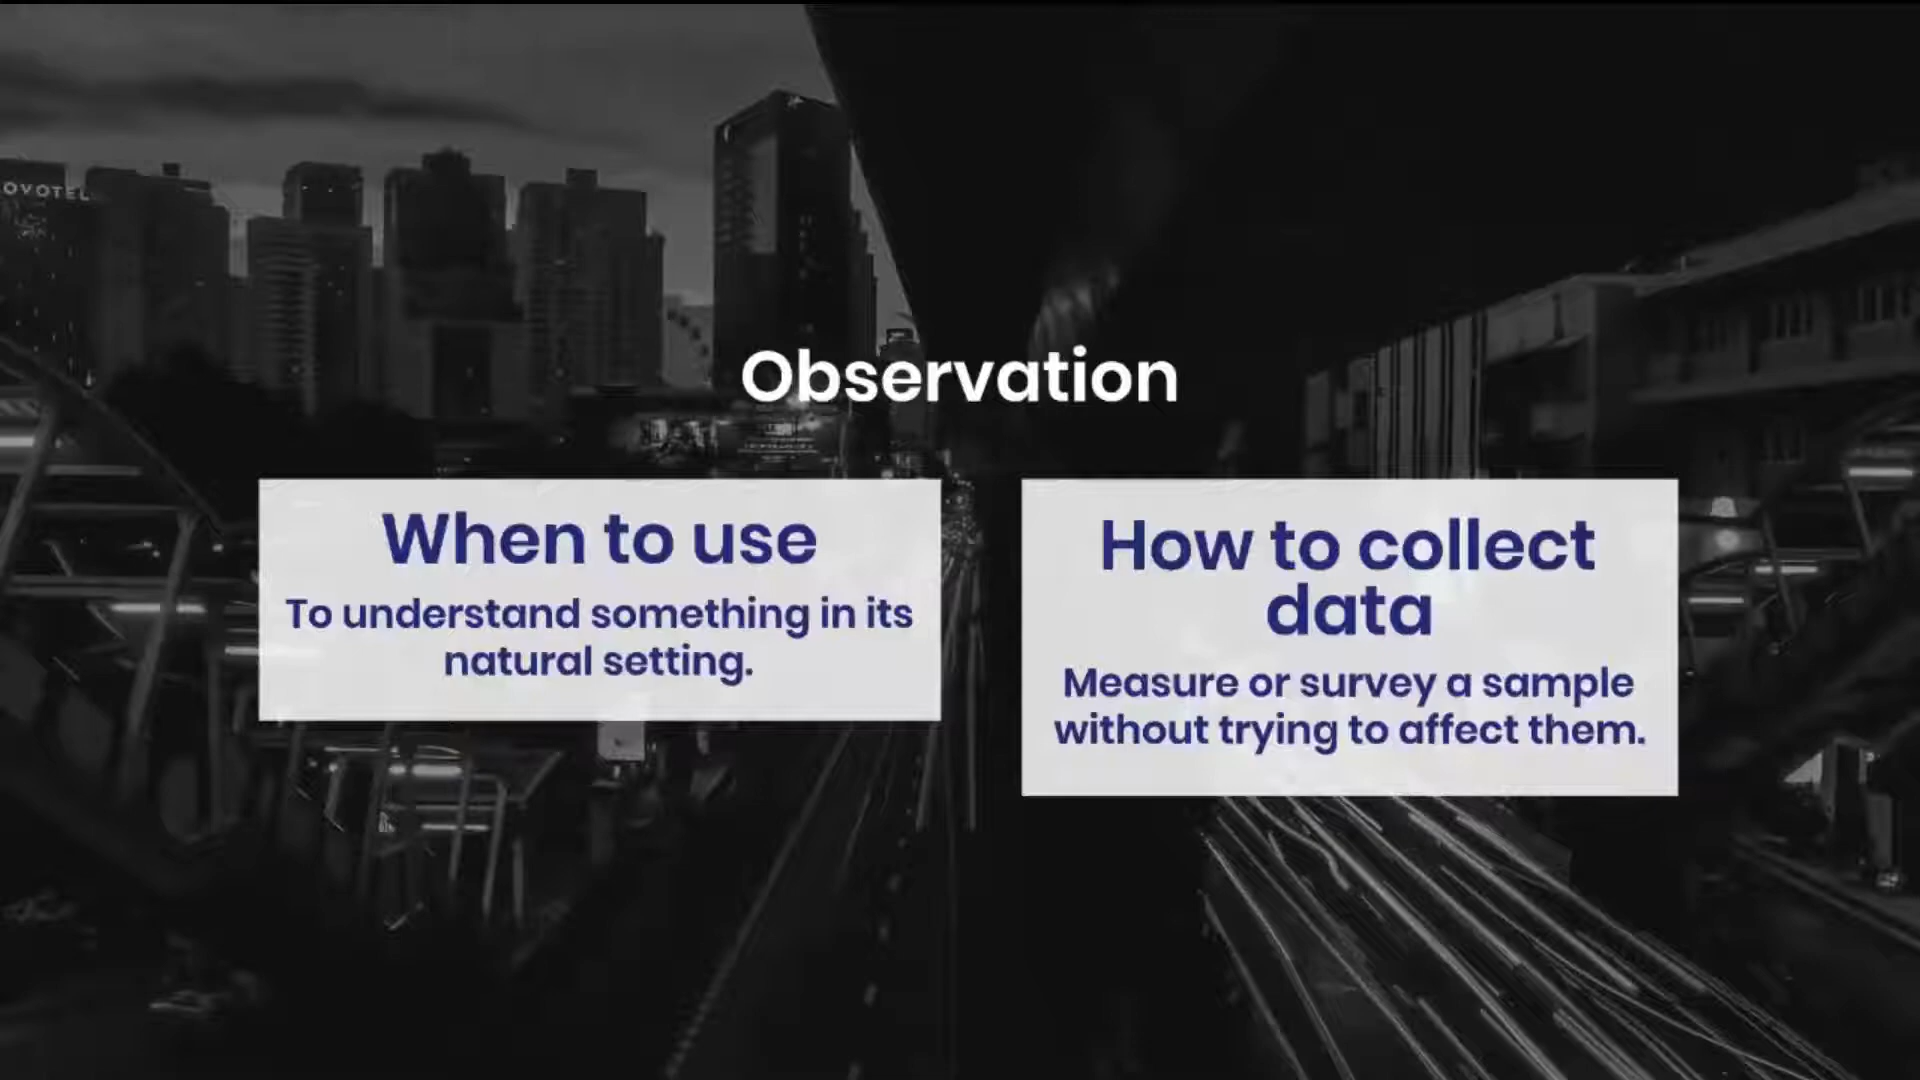 OVOTEL
Observation
When to use
To understand something in its
natural setting.
How to collect
data
Measure or survey a sample
without trying to affect them.